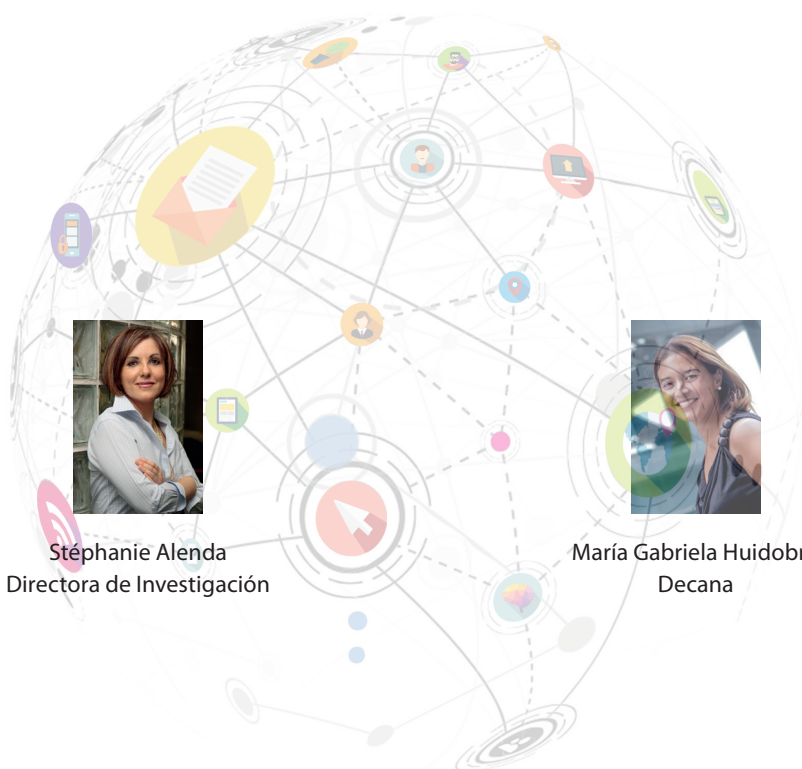 Stéphanie Alenda
Directora de Investigación
María Gabriela Huidobr
Decana